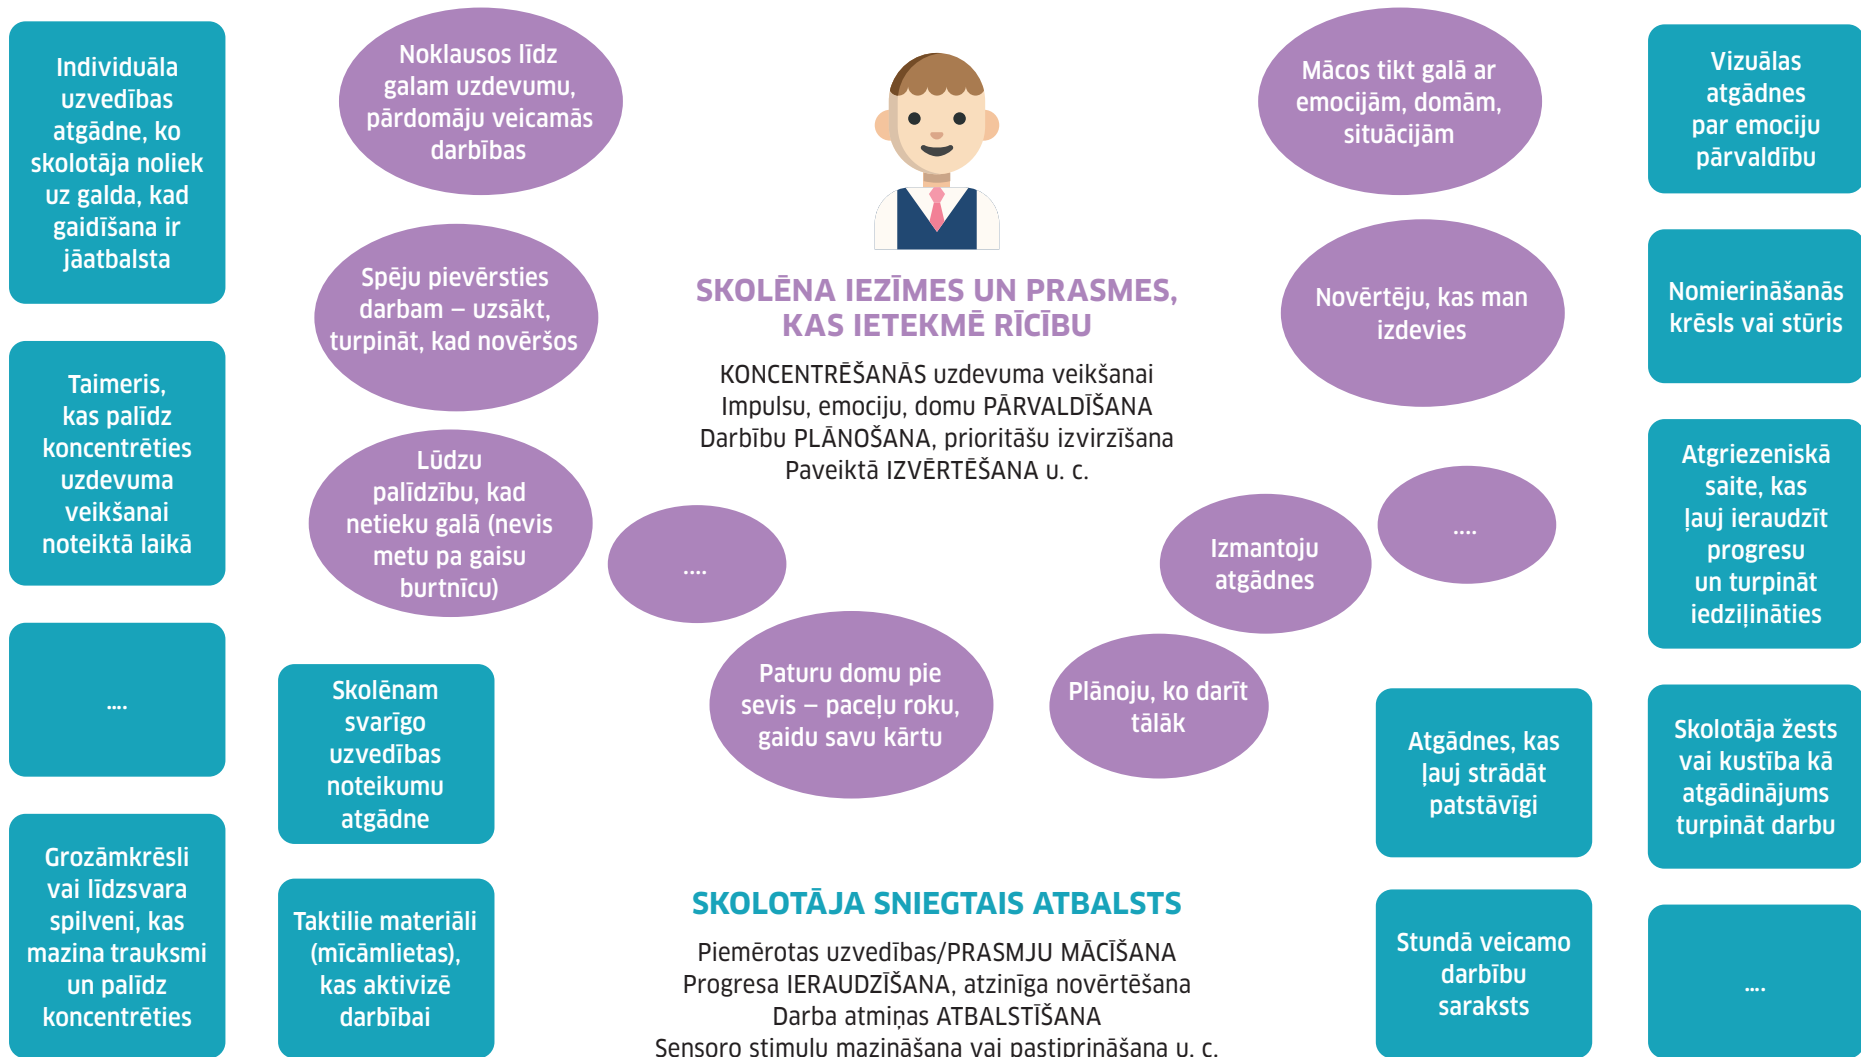 Individuāla
uzvedības
atgādne, ko
skolotāja noliek
uz galda, kad
gaidīšana ir
jāatbalsta
Taimeris,
kas palīdz
koncentrēties
uzdevuma
veikšanai
noteiktā laikā
....
Grozāmkrēsli
vai līdzsvara
spilveni, kas
mazina trauksmi
un palīdz
koncentrēties
Skolēnam
svarīgo
uzvedības
noteikumu
atgādne
Taktilie materiāli
(mīcāmlietas),
kas aktivizē
darbībai
Noklausos līdz
galam uzdevumu,
pārdomāju veicamās
darbības
Spēju pievērsties
darbam – uzsākt,
turpināt, kad novēršos
Lūdzu
palīdzību, kad
netieku galā (nevis
metu pa gaisu
burtnīcu)
....
Paturu domu pie
sevis – paceļu roku,
gaidu savu kārtu
SKOLĒNA IEZĪMES UN PRASMES,
KAS IETEKMĒ RĪCĪBU
KONCENTRĒŠANĀS uzdevuma veikšanai
Impulsu, emociju, domu PĀRVALDĪŠANA
Darbību PLĀNOŠANA, prioritāšu izvirzīšana
Paveiktā IZVĒRTĒŠANA u. c.
Mācos tikt galā ar
emocijām, domām,
situācijām
Novērtēju, kas man
izdevies
....
Izmantoju
atgādnes
Plānoju, ko darīt
tālāk
SKOLOTĀJA SNIEGTAIS ATBALSTS
Piemērotas uzvedības/PRASMJU MĀCĪŠANA
Progresa IERAUDZĪŠANA, atzinīga novērtēšana
Darba atmiņas ATBALSTĪŠANA
Sensoro stimulu mazināšana vai pastiprināšana u. c.
Atgādnes, kas
ļauj strādāt
patstāvīgi
Stundā veicamo
darbību
saraksts
Vizuālas
atgādnes
par emociju
pārvaldību
Nomierināšanās
krēsls vai stūris
Atgriezeniskā
saite, kas
ļauj ieraudzīt
progresu
un turpināt
iedziļināties
Skolotāja žests
vai kustība kā
atgādinājums
turpināt darbu
....